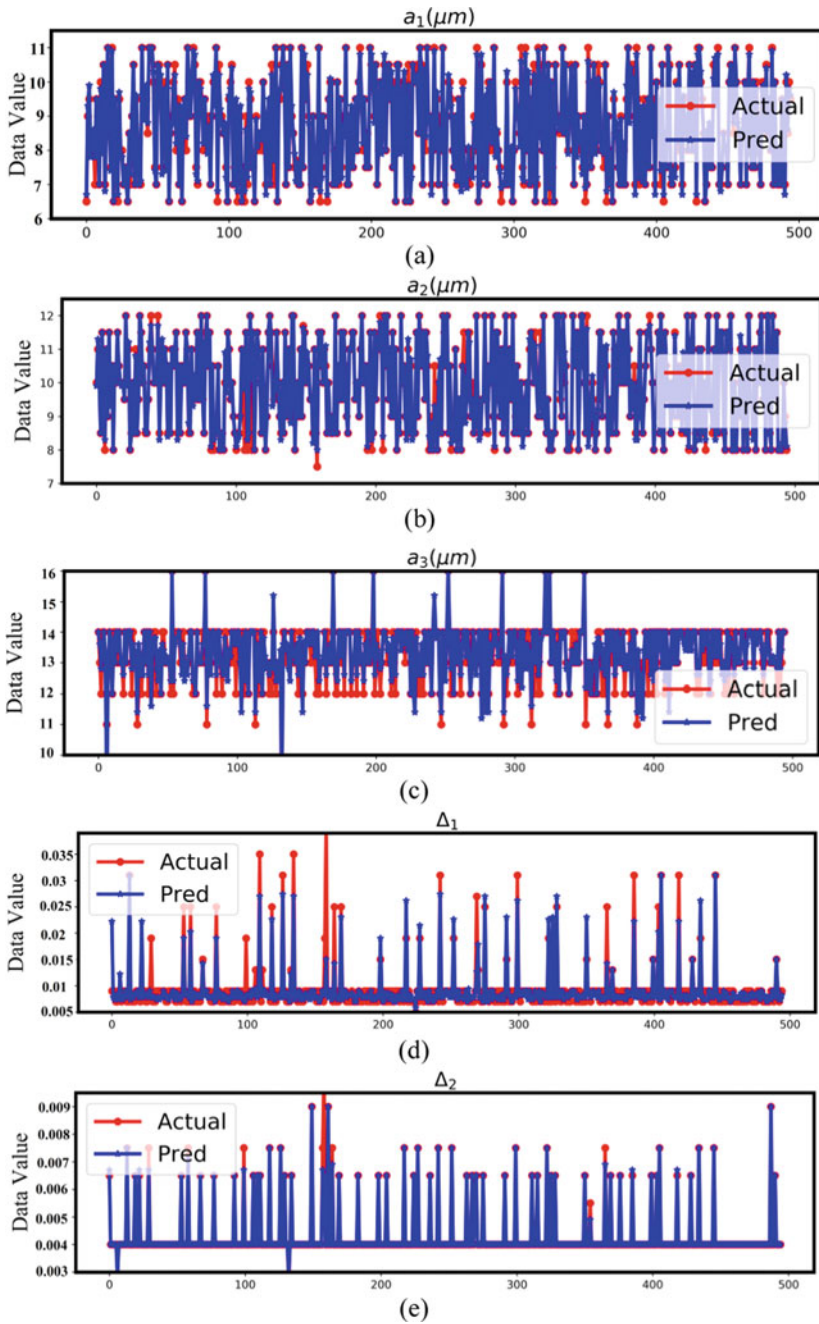 a₁(μm)
Data Value
11
10
9
8
7
6
Actual
Pred
0 100 200 300 400 500
(a)
a₂(μm)
Data Value
12
11
10
9
8
7
Actual
Pred
0 100 200 300 400 500
(b)
a₃(μm)
Data Value
16
15
14
13
12
11
10
Actual
Pred
0 100 200 300 400 500
(c)
Δ₁
Data Value
0.035
0.030
0.025
0.020
0.015
0.01
0.005
Actual
Pred
0 100 200 300 400 500
(d)
Δ₂
Data Value
0.009
0.008
0.007
0.006
0.005
0.004
0.003
Actual
Pred
0 100 200 300 400 500
(e)